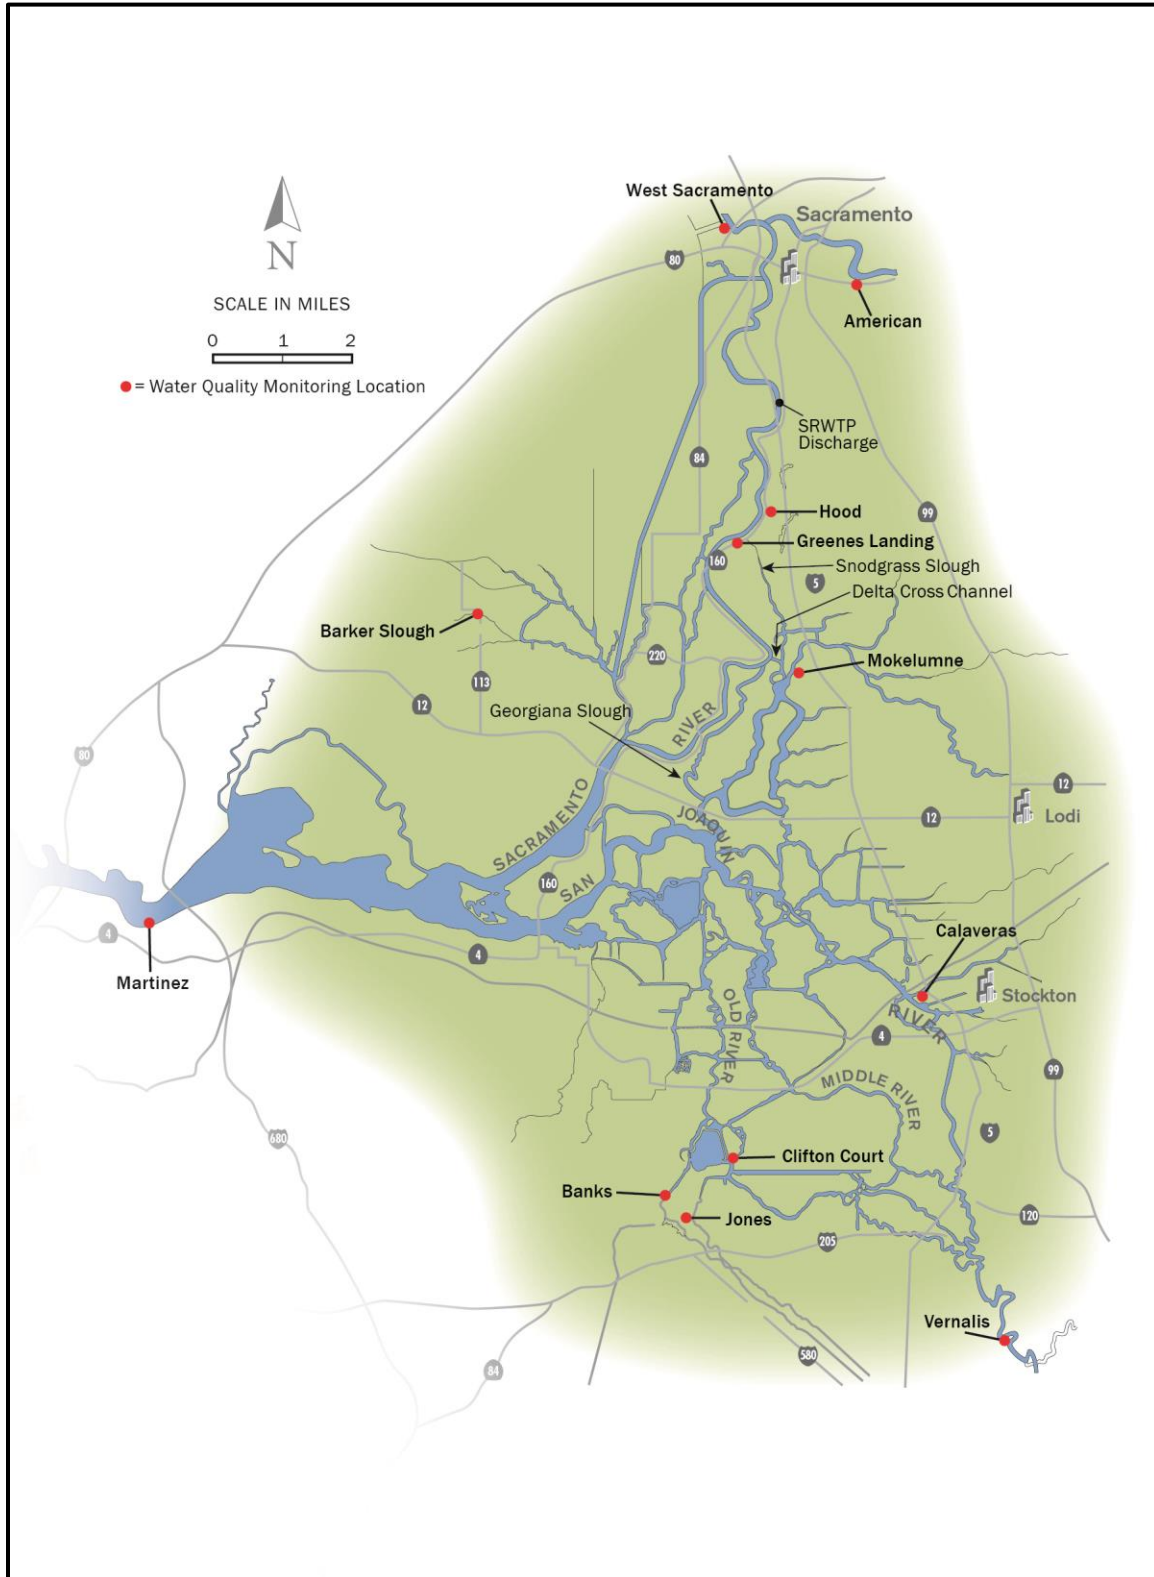 West Sacramento
Sacramento
80
N
SCALE IN MILES
0 1 2
= Water Quality Monitoring Location
American
SRWTP
Discharge
84
Hood
99
Greenes Landing
160
Snodgrass Slough
5
Delta Cross Channel
Barker Slough
220
Mokelumne
113
12
Georgiana Slough
RIVER
80
12
SACRAMENTO
JOAQUIN
12
Lodi
160
SAN
4
4
Calaveras
Martinez
OLD RIVER
Stockton
RIVER
4
99
MIDDLE RIVER
680
5
Clifton Court
Banks
Jones
120
205
Vernalis
580
84